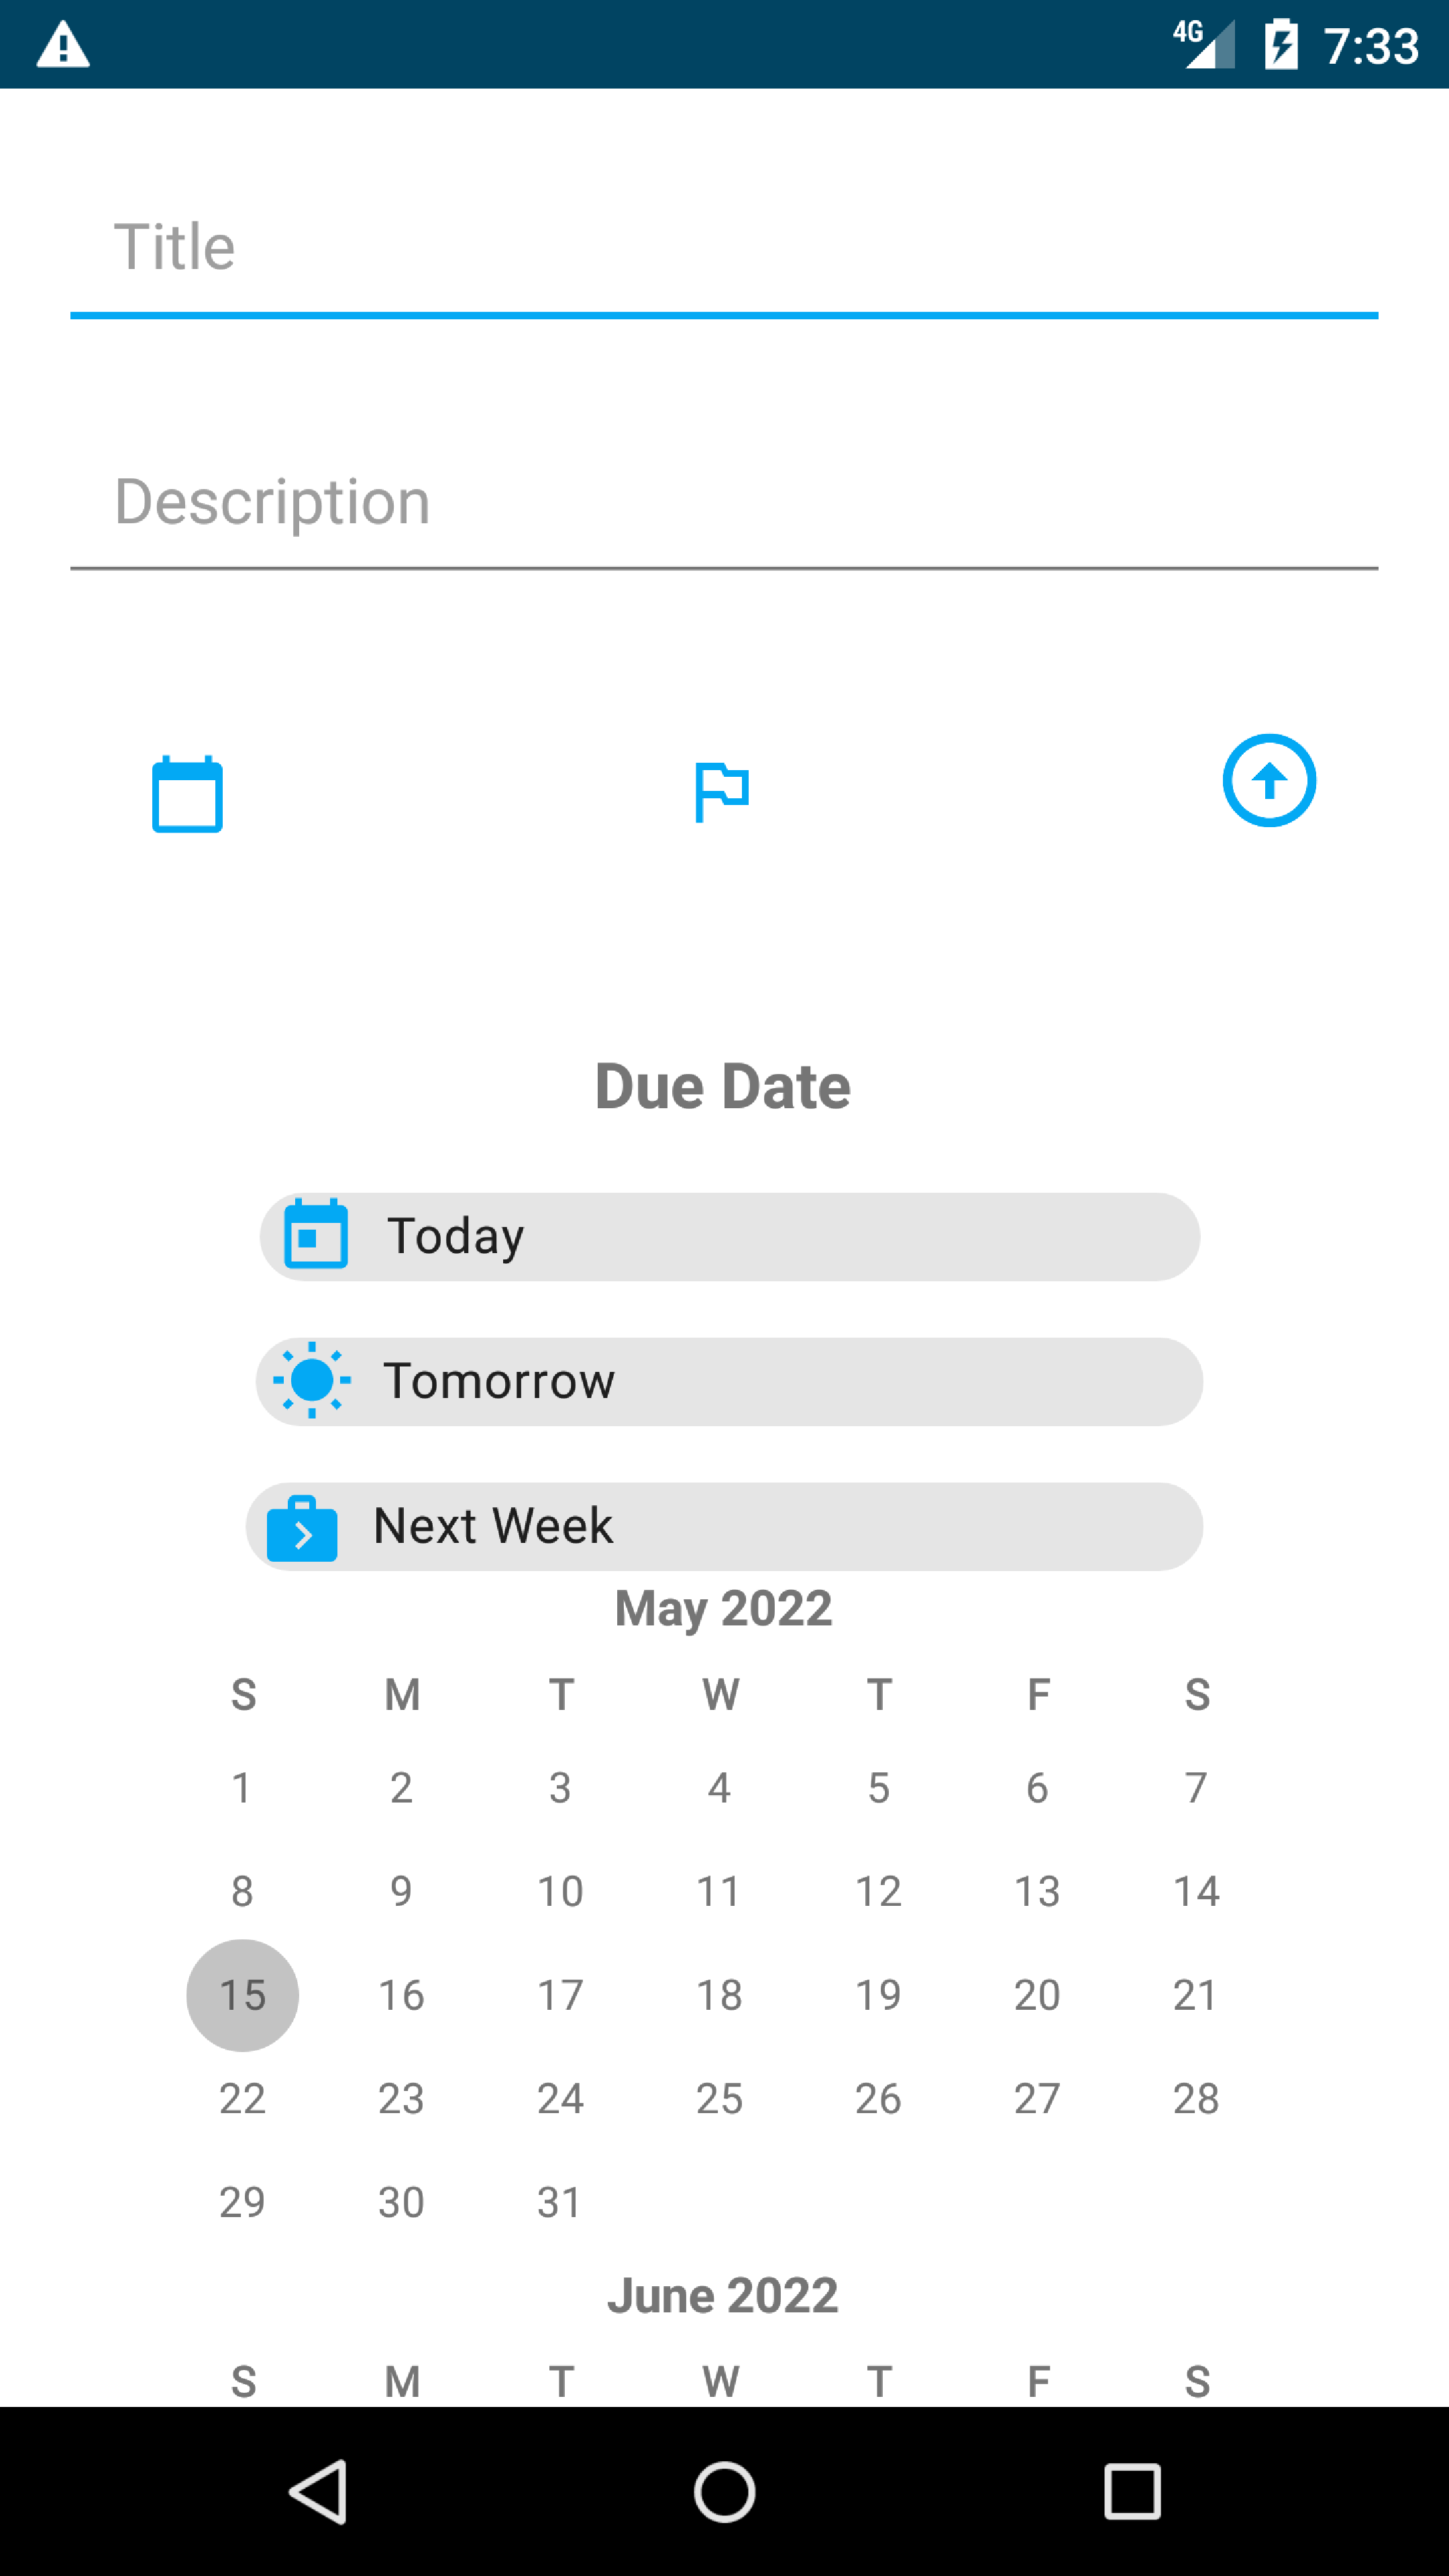 4G 7:33
Title
Description
Due Date
Today
Tomorrow
Next Week
May 2022
S M T W T F S
1 2 3 4 5 6 7
8 9 10 11 12 13 14
15 16 17 18 19 20 21
22 23 24 25 26 27 28
29 30 31
June 2022
S M T W T F S